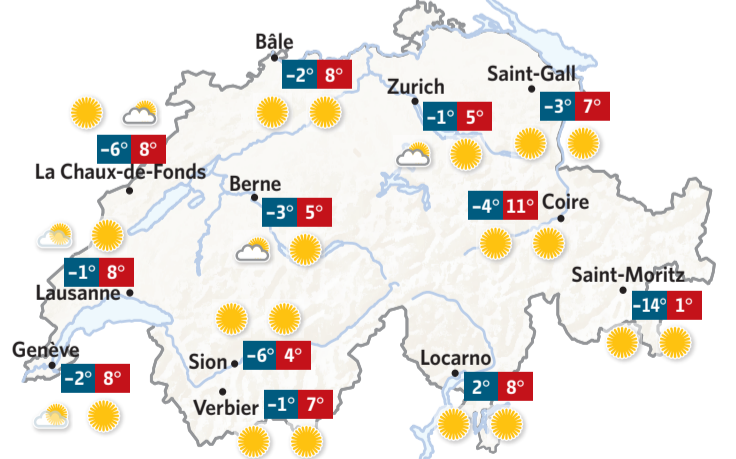 Bâle
–2° 8°
Zurich
–1° 5°
Saint-Gall
–3° 7°
–6° 8°
La Chaux-de-Fonds
Berne
–3° 5°
–4° 11° Coire
–1° 8°
Lausanne
Saint-Moritz
–14° 1°
Genève
–2° 8°
Sion –6° 4°
Locarno
2° 8°
Verbier –1° 7°